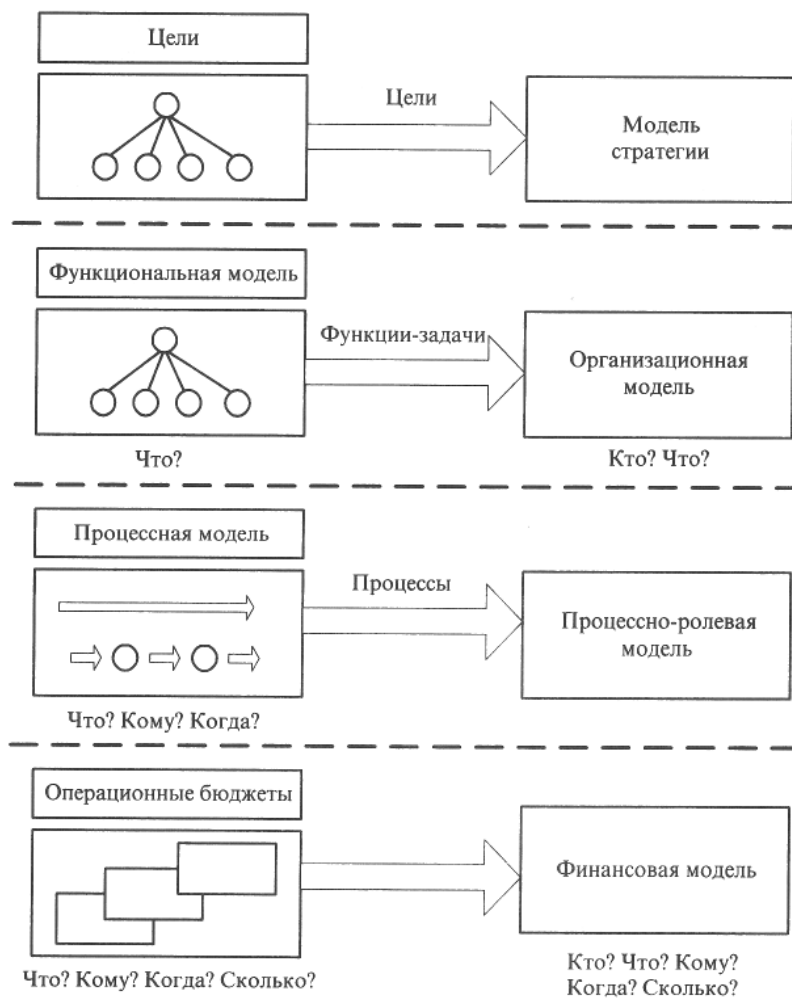 Цели
Цели
Модель
стратегии
Функциональная модель
Функции-задачи
Организационная
модель
Что?
Кто? Что?
Процессная модель
Процессы
Процессно-ролевая
модель
Что? Кому? Когда?
Операционные бюджеты
Финансовая модель
Что? Кому? Когда? Сколько?
Кто? Что? Кому?
Когда? Сколько?